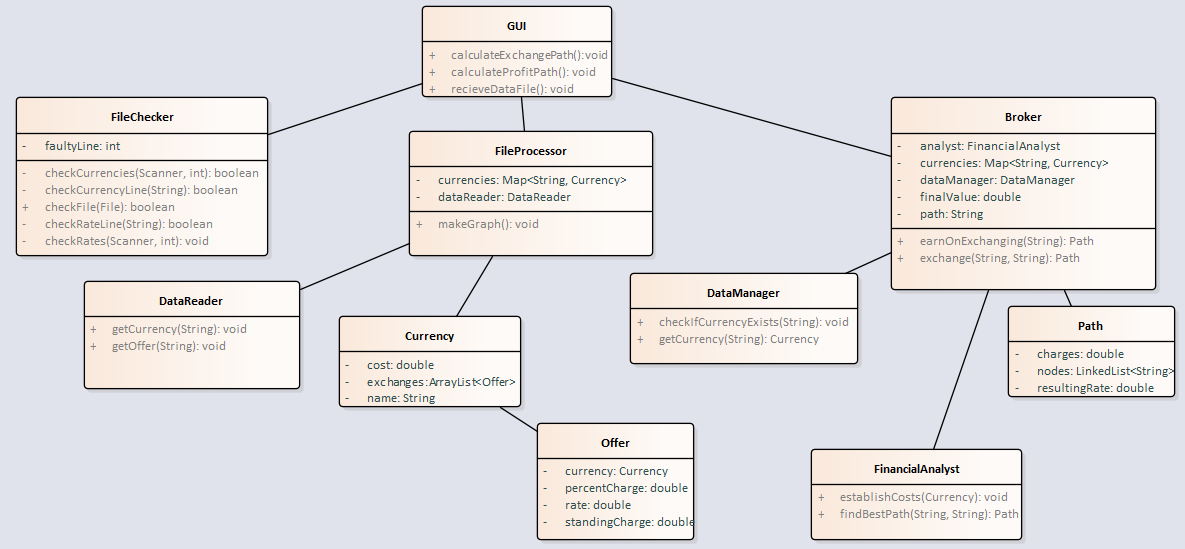 GUI
+ calculateExchangePath():void
+ calculateProfitPath(): void
+ recieveDataFile(): void
FileChecker
- faultyLine: int
- checkCurrencies(Scanner, int): boolean
- checkCurrencyLine(String): boolean
+ checkFile(File): boolean
- checkRateLine(String): boolean
- checkRates(Scanner, int): void
FileProcessor
- currencies: Map<String, Currency>
- dataReader: DataReader
+ makeGraph(): void
Broker
- analyst: FinancialAnalyst
- currencies: Map<String, Currency>
- dataManager: DataManager
- finalValue: double
- path: String
+ earnOnExchanging(String): Path
+ exchange(String, String): Path
DataReader
+ getCurrency(String): void
+ getOffer(String): void
Currency
- cost: double
- exchanges:ArrayList<Offer>
- name: String
DataManager
+ checkIfCurrencyExists(String): void
+ getCurrency(String): Currency
Path
- charges: double
- nodes: LinkedList<String>
- resultingRate: double
Offer
- currency: Currency
- percentCharge: double
- rate: double
- standingCharge: double
FinancialAnalyst
+ establishCosts(Currency): void
+ findBestPath(String, String): Path